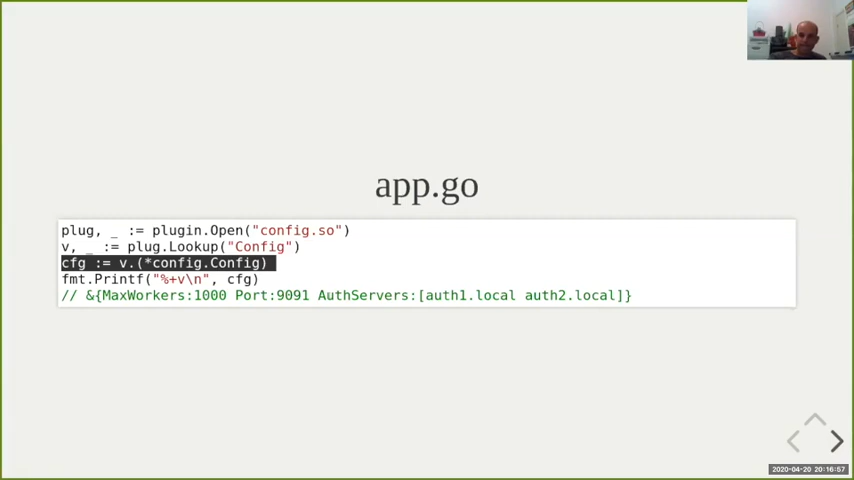 app.go
plug, _ := plugin.Open("config.so")
v, _ := plug.Lookup("Config")
cfg := v.(*config.Config)
fmt.Printf("%+v\n", cfg)
// &{MaxWorkers:1000 Port:9091 AuthServers:[auth1.local auth2.local]}
2020-04-20 20:16:57